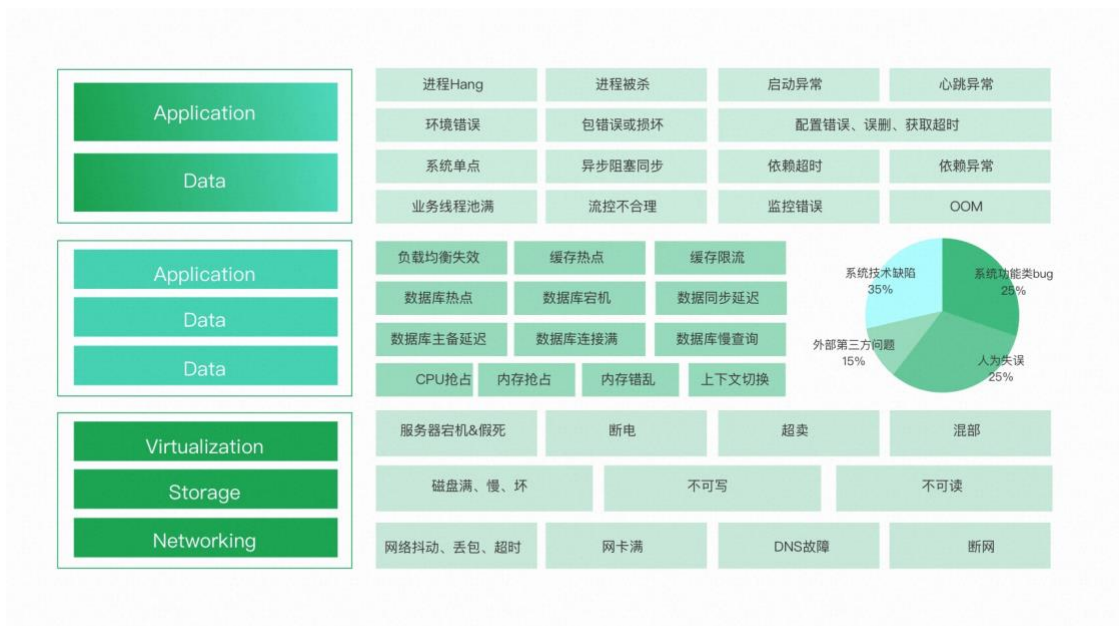 Application
Data
进程Hang
进程被杀
启动异常
心跳异常
环境错误
包错误或损坏
配置错误、误删、获取超时
系统单点
异步阻塞同步
依赖超时
依赖异常
业务线程池满
流控不合理
监控错误
OOM
Application
Data
Data
负载均衡失效
缓存热点
缓存限流
数据库热点
数据库宕机
数据同步延迟
数据库主备延迟
数据库连接满
数据库慢查询
CPU抢占
内存抢占
内存错乱
上下文切换
系统技术缺陷
35%
系统功能类bug
25%
外部第三方问题
15%
人为失误
25%
Virtualization
Storage
Networking
服务器宕机&假死
断电
超卖
混部
磁盘满、慢、坏
不可写
不可读
网络抖动、丢包、超时
网卡满
DNS故障
断网